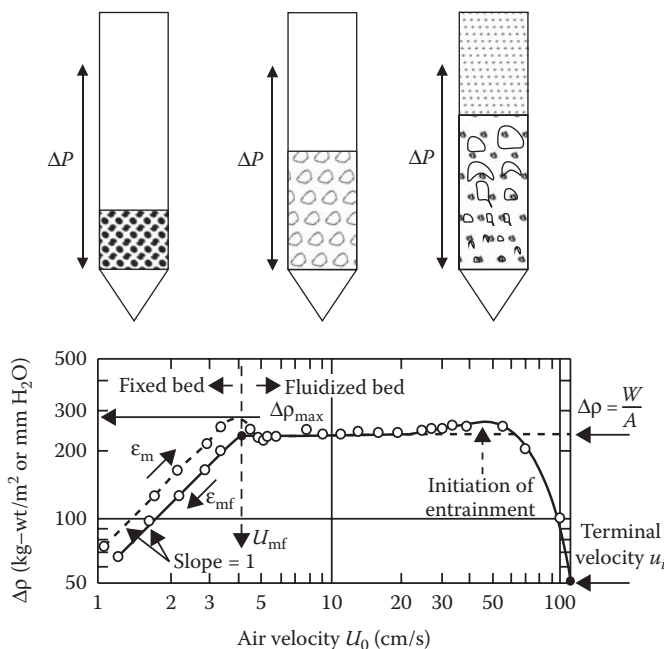 ΔP
ΔP
ΔP
Δρ (kg–wt/m² or mm H₂O)
500
300
200
100
50
Fixed bed
Fluidized bed
Δρmax
Δρ = W/A
εm
εmf
Slope = 1
Umf
Initiation of
entrainment
Terminal
velocity ut
1
2
3
4
5
10
20
30
50
100
Air velocity U₀ (cm/s)